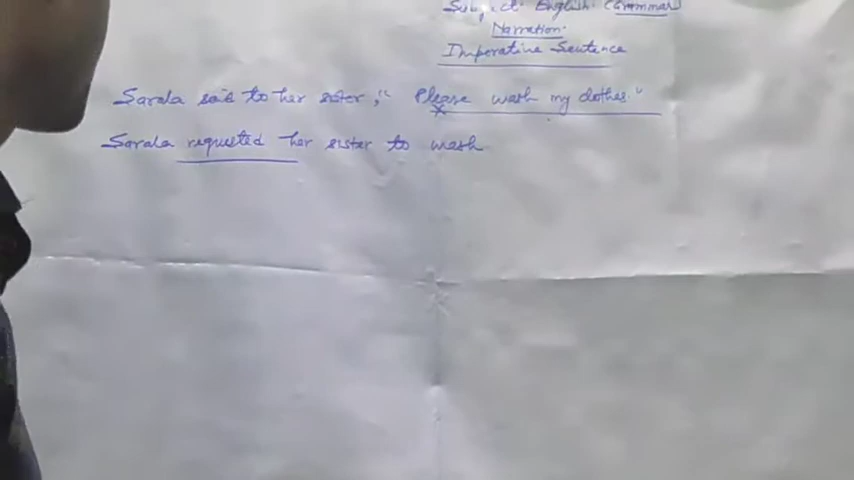 Subject. English. (Grammar)
Narration.
Imperative Sentence
Sarala said to her sister, " Please wash my clothes."
Sarala requested her sister to wash